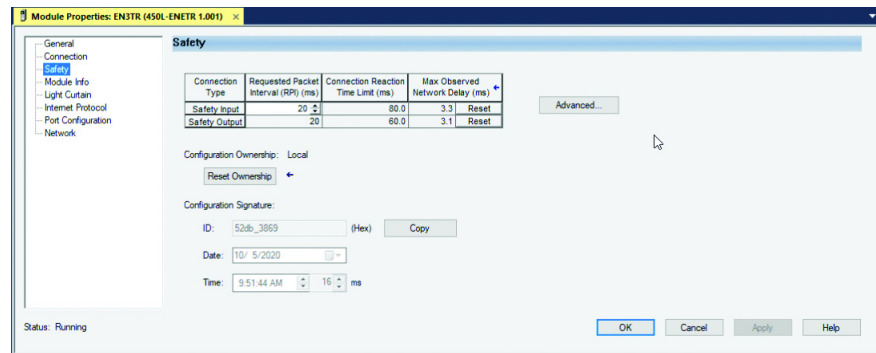 Module Properties: EN3TR (450L-ENETR 1.001) ×
General
Connection
Safety
Module Info
Light Curtain
Internet Protocol
Port Configuration
Network
Safety
Connection Type Requested Packet Interval (RPI) (ms) Connection Reaction Time Limit (ms) Max Observed Network Delay (ms)
Safety Input 20 80.0 3.3 Reset
Safety Output 20 60.0 3.1 Reset
Advanced...
Configuration Ownership: Local
Reset Ownership
Configuration Signature:
ID: 52db_3869 (Hex) Copy
Date: 10/ 5/2020
Time: 9:51:44 AM 16 ms
Status: Running
OK Cancel Apply Help